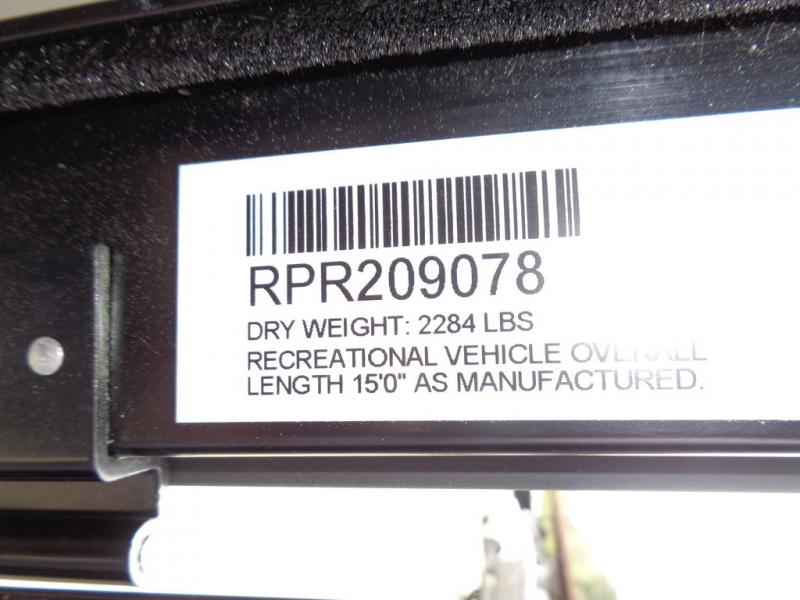 RPR209078
DRY WEIGHT: 2284 LBS
RECREATIONAL VEHICLE OVERALL
LENGTH 15'0" AS MANUFACTURED.